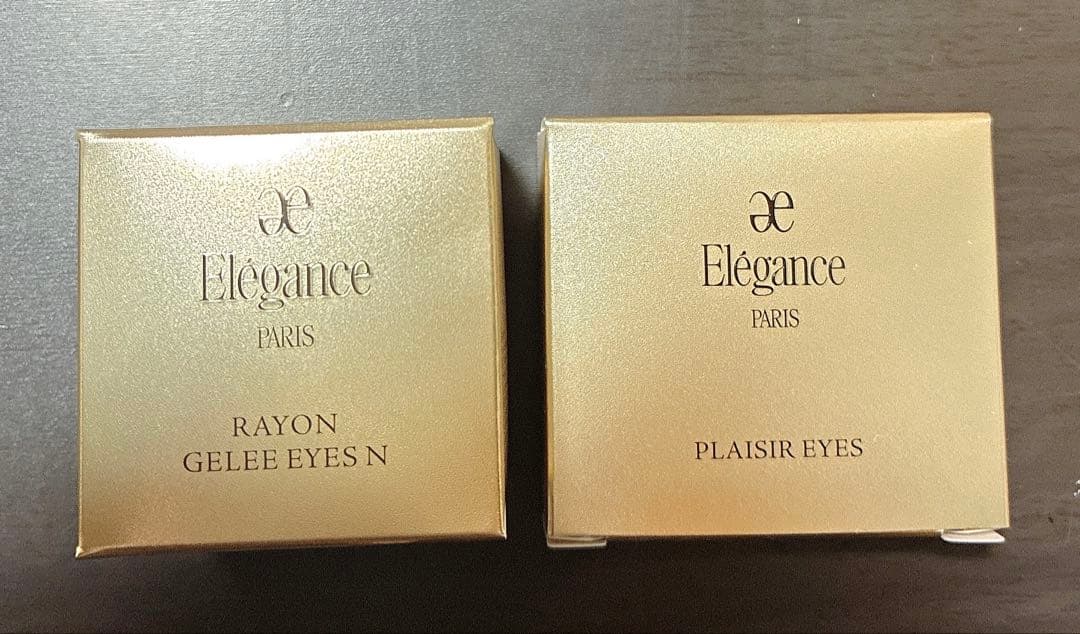 æ
Elégance
PARIS
RAYON
GELEE EYES N
æ
Elégance
PARIS
PLAISIR EYES